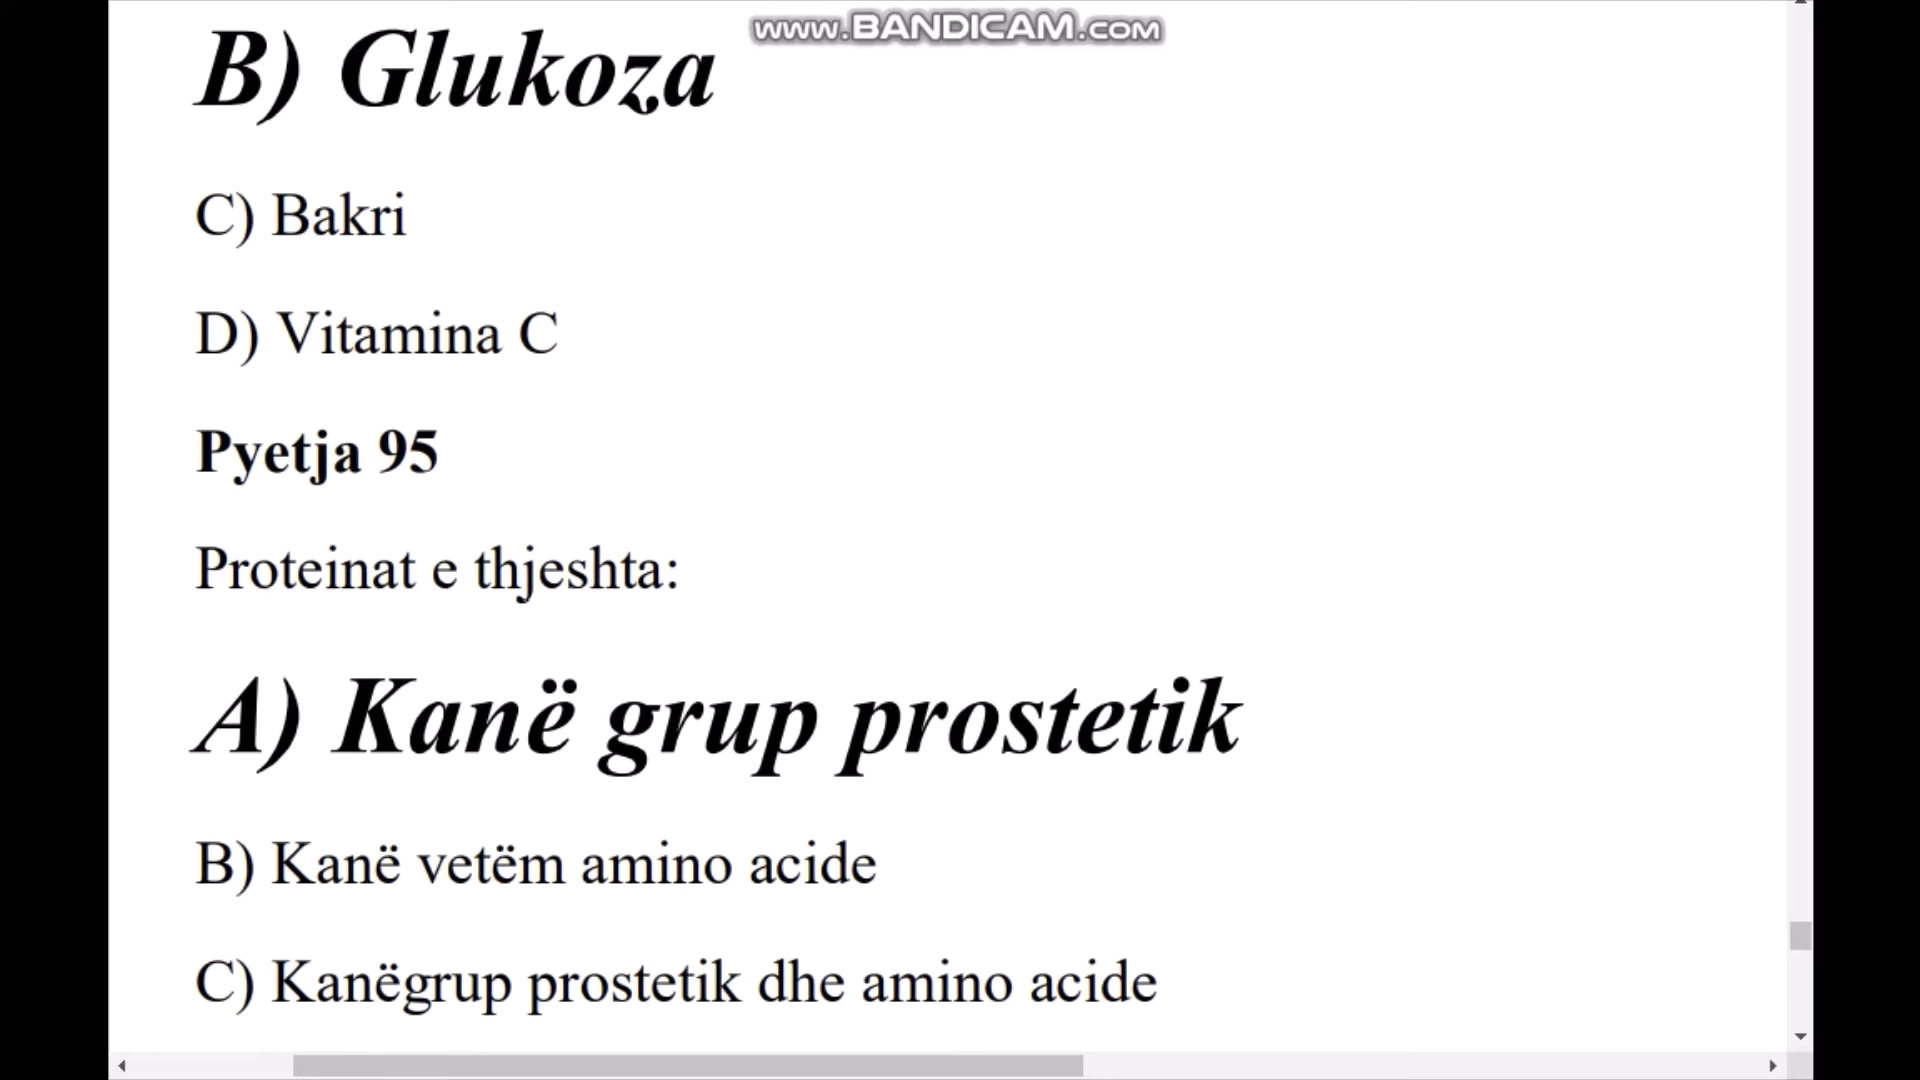 www.BANDICAM.com
B) Glukoza
C) Bakri
D) Vitamina C
Pyetja 95
Proteinat e thjeshta:
A) Kanë grup prostetik
B) Kanë vetëm amino acide
C) Kanëgrup prostetik dhe amino acide